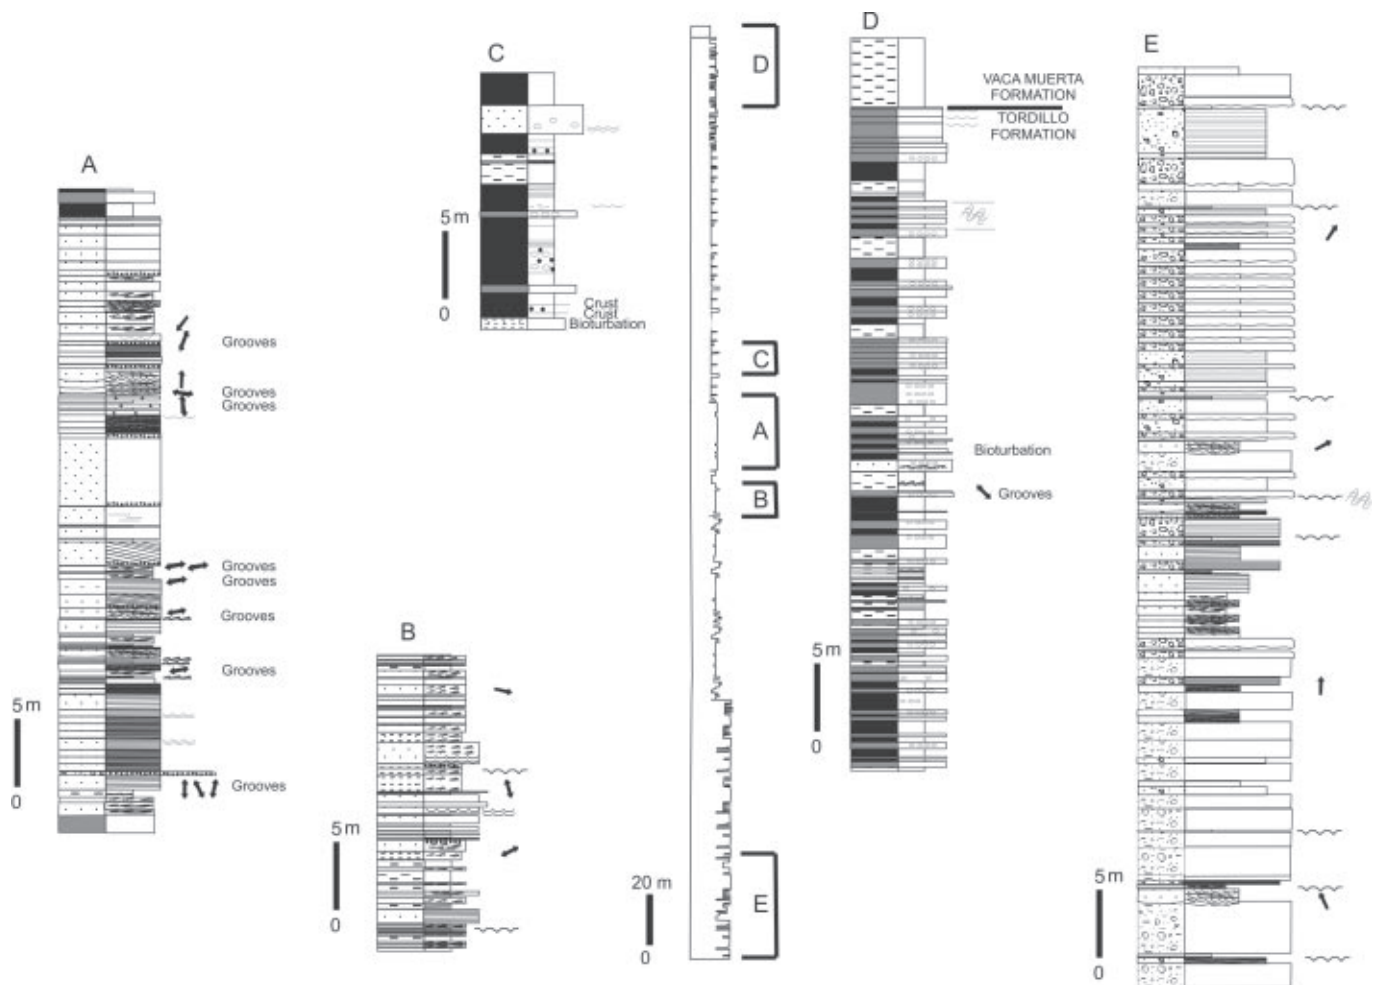 A
5 m
0
Grooves
Grooves
Grooves
Grooves
Grooves
Grooves
Grooves
Grooves
B
5 m
0
C
5 m
0
Crust
Crust
Bioturbation
D
C
A
B
E
20 m
0
D
VACA MUERTA
FORMATION
TORDILLO
FORMATION
Bioturbation
Grooves
5 m
0
E
5 m
0